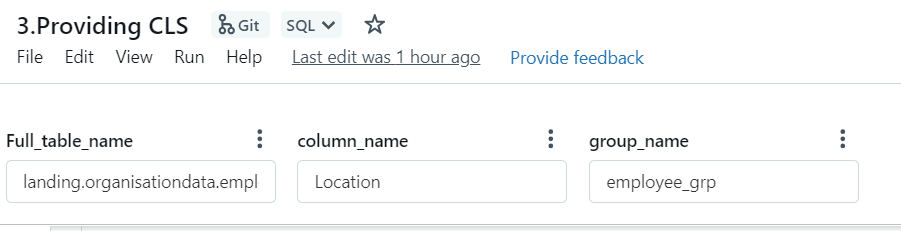 3.Providing CLS Git SQL
File Edit View Run Help Last edit was 1 hour ago Provide feedback
Full_table_name column_name group_name
landing.organisationdata.empl Location employee_grp